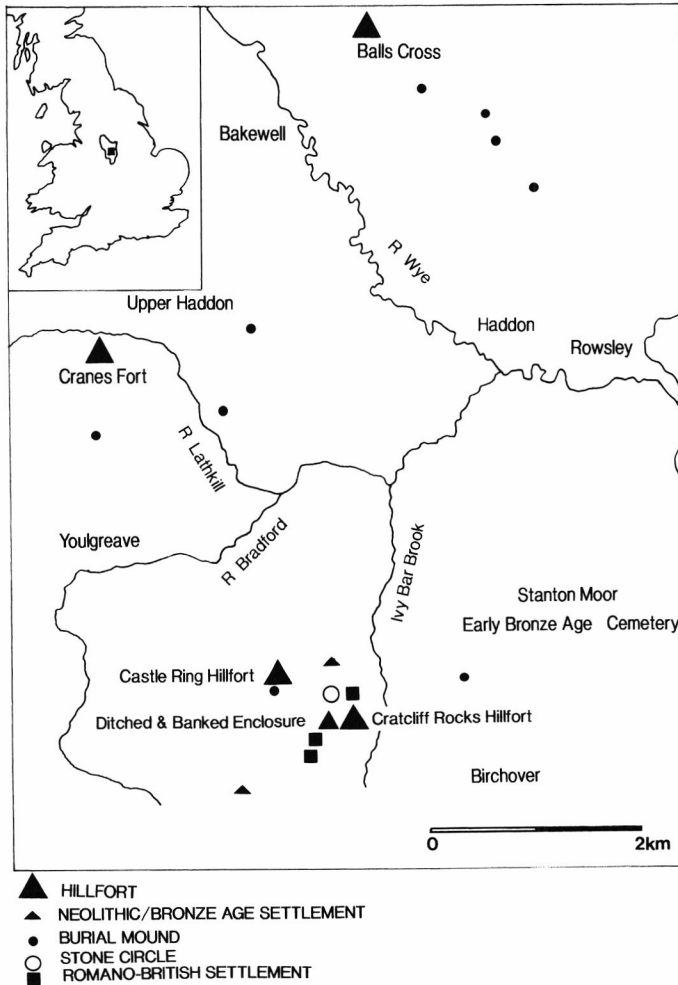 Balls Cross
Bakewell
R Wye
Upper Haddon
Haddon
Rowsley
Cranes Fort
R Lathkill
Youlgreave
R Bradford
Ivy Bar Brook
Stanton Moor
Early Bronze Age Cemetery
Castle Ring Hillfort
Ditched & Banked Enclosure
Cratcliff Rocks Hillfort
Birchover
0 2km
HILLFORT
NEOLITHIC/BRONZE AGE SETTLEMENT
BURIAL MOUND
STONE CIRCLE
ROMANO-BRITISH SETTLEMENT